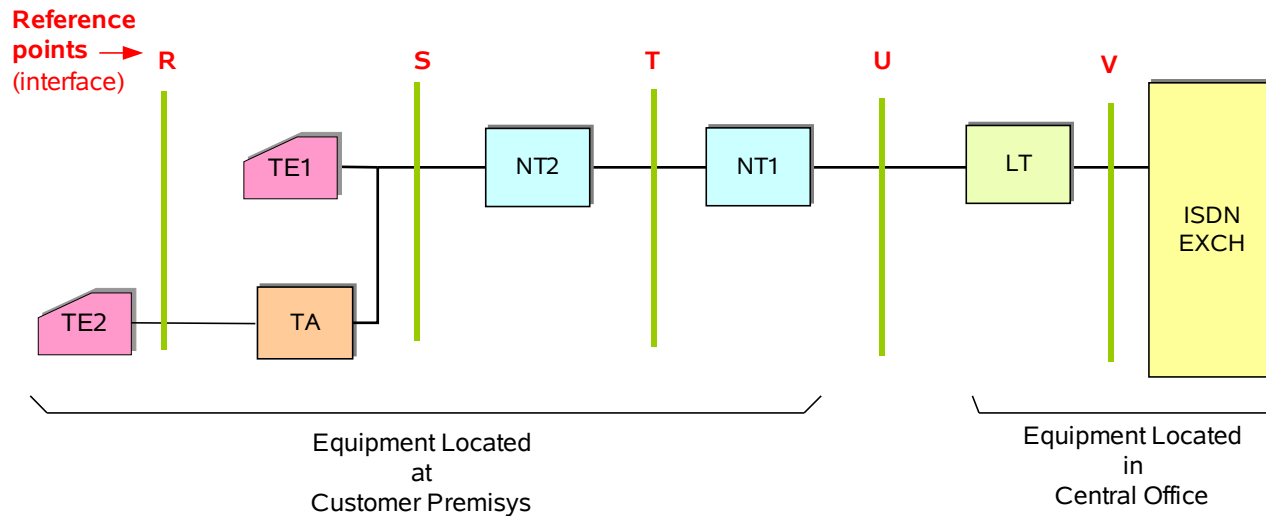 Reference
points
(interface)
R
S
T
U
V
TE1
NT2
NT1
LT
ISDN
EXCH
TE2
TA
Equipment Located
at
Customer Premisys
Equipment Located
in
Central Office